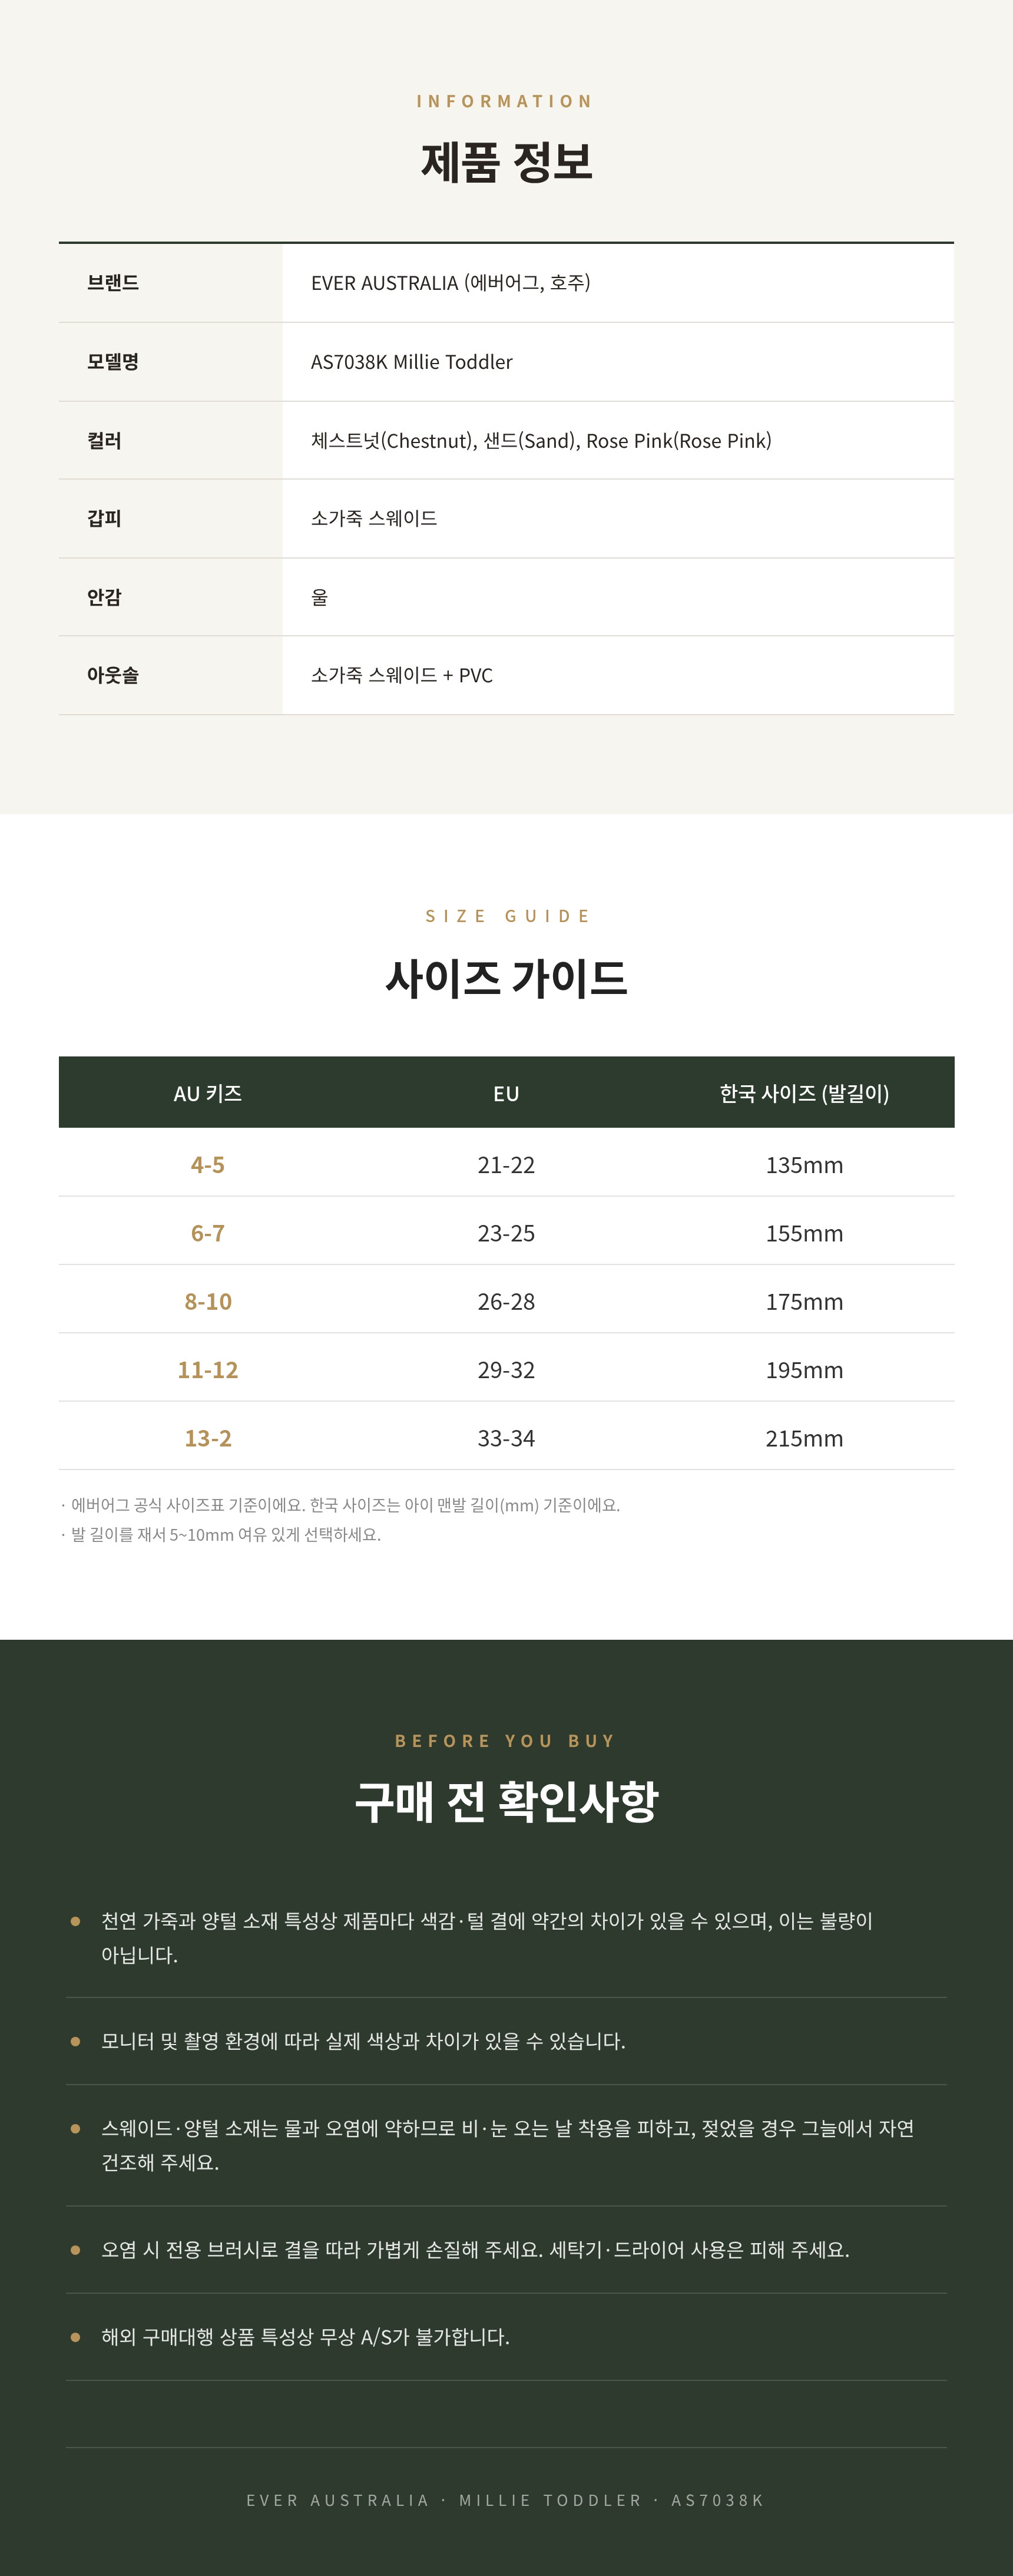 INFORMATION
제품 정보
브랜드 EVER AUSTRALIA (에버어그, 호주)
모델명 AS7038K Millie Toddler
컬러 체스트넛(Chestnut), 샌드(Sand), Rose Pink(Rose Pink)
갑피 소가죽 스웨이드
안감 울
아웃솔 소가죽 스웨이드 + PVC
SIZE GUIDE
사이즈 가이드
AU 키즈 EU 한국 사이즈 (발길이)
4-5 21-22 135mm
6-7 23-25 155mm
8-10 26-28 175mm
11-12 29-32 195mm
13-2 33-34 215mm
· 에버어그 공식 사이즈표 기준이에요. 한국 사이즈는 아이 맨발 길이(mm) 기준이에요.
· 발 길이를 재서 5~10mm 여유 있게 선택하세요.
BEFORE YOU BUY
구매 전 확인사항
천연 가죽과 양털 소재 특성상 제품마다 색감·털 결에 약간의 차이가 있을 수 있으며, 이는 불량이
아닙니다.
모니터 및 촬영 환경에 따라 실제 색상과 차이가 있을 수 있습니다.
스웨이드·양털 소재는 물과 오염에 약하므로 비·눈 오는 날 착용을 피하고, 젖었을 경우 그늘에서 자연
건조해 주세요.
오염 시 전용 브러시로 결을 따라 가볍게 손질해 주세요. 세탁기·드라이어 사용은 피해 주세요.
해외 구매대행 상품 특성상 무상 A/S가 불가합니다.
EVER AUSTRALIA · MILLIE TODDLER · AS7038K